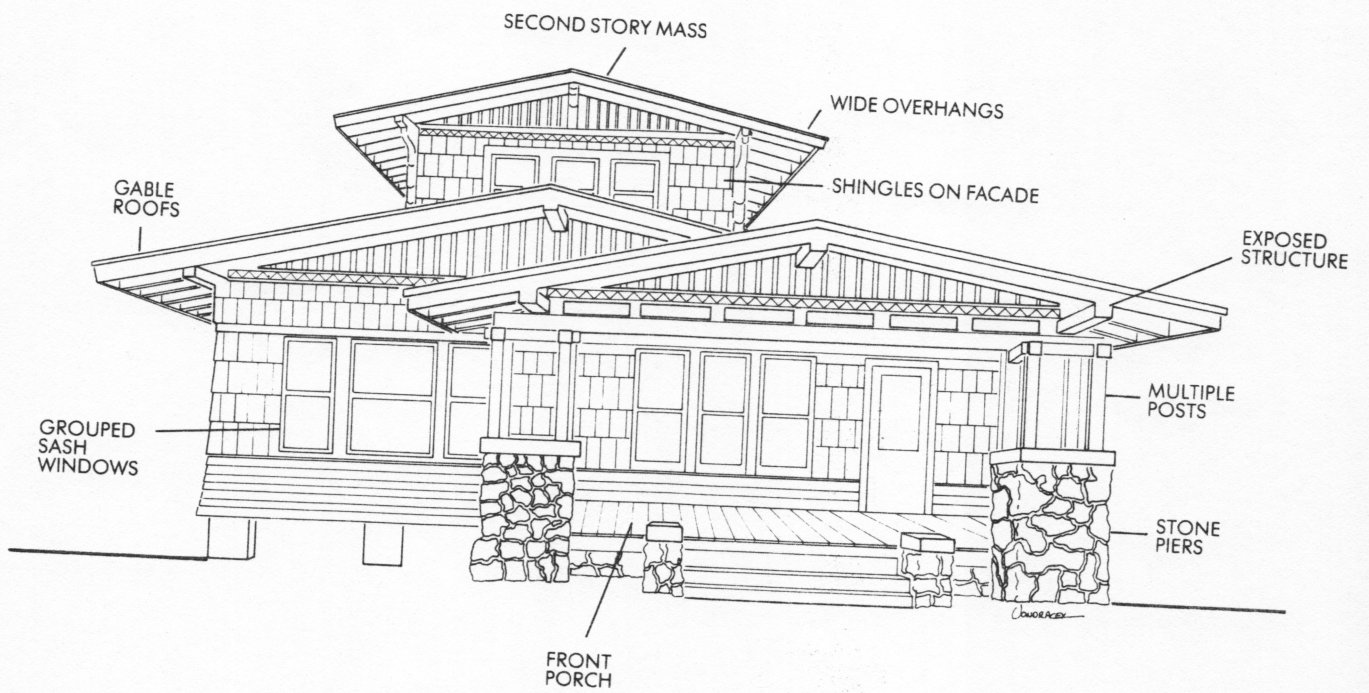 SECOND STORY MASS
WIDE OVERHANGS
GABLE
ROOFS
SHINGLES ON FACADE
EXPOSED
STRUCTURE
MULTIPLE
POSTS
GROUPED
SASH
WINDOWS
STONE
PIERS
FRONT
PORCH